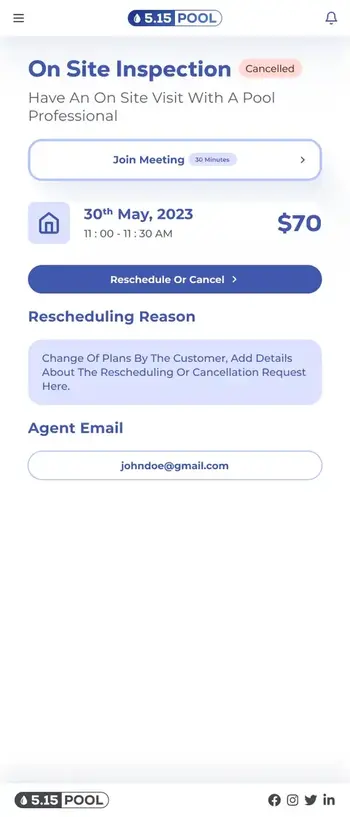 5.15 POOL
On Site Inspection Cancelled
Have An On Site Visit With A Pool
Professional
Join Meeting 30 Minutes
30th May, 2023
11 : 00 - 11 : 30 AM
$70
Reschedule Or Cancel
Rescheduling Reason
Change Of Plans By The Customer, Add Details
About The Rescheduling Or Cancellation Request
Here.
Agent Email
johndoe@gmail.com
5.15 POOL